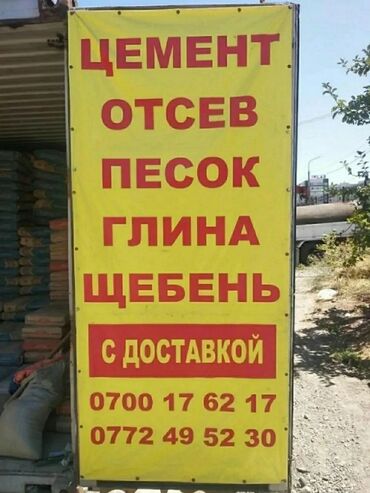 ЦЕМЕНТ
ОТСЕВ
ПЕСОК
ГЛИНА
ЩЕБЕНЬ
С ДОСТАВКОЙ
0700 17 62 17
0772 49 52 30